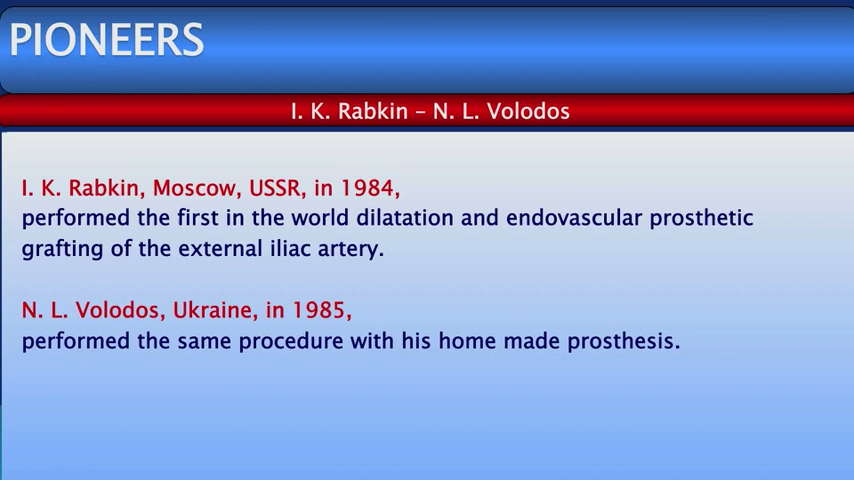 PIONEERS
I. K. Rabkin – N. L. Volodos
I. K. Rabkin, Moscow, USSR, in 1984,
performed the first in the world dilatation and endovascular prosthetic
grafting of the external iliac artery.
N. L. Volodos, Ukraine, in 1985,
performed the same procedure with his home made prosthesis.